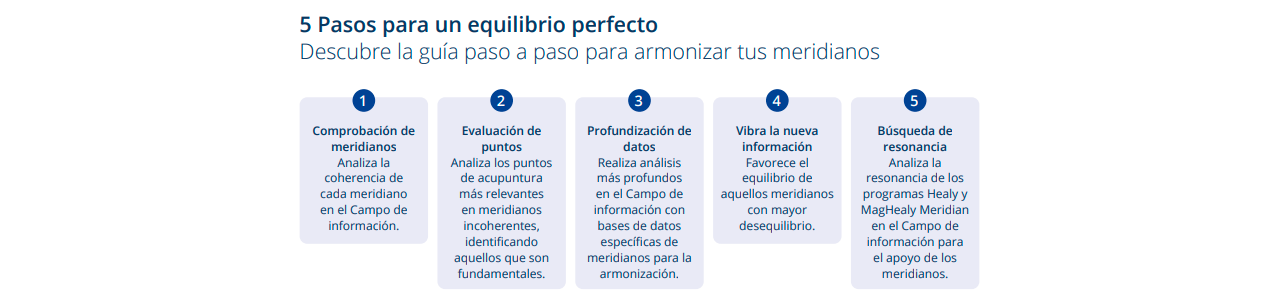 5 Pasos para un equilibrio perfecto
Descubre la guía paso a paso para armonizar tus meridianos
1
Comprobación de
meridianos
Analiza la
coherencia de
cada meridiano
en el Campo de
información.
2
Evaluación de
puntos
Analiza los puntos
de acupuntura
más relevantes
en meridianos
incoherentes,
identificando
aquellos que son
fundamentales.
3
Profundización de
datos
Realiza análisis
más profundos
en el Campo de
información con
bases de datos
específicas de
meridianos para la
armonización.
4
Vibra la nueva
información
Favorece el
equilibrio de
aquellos meridianos
con mayor
desequilibrio.
5
Búsqueda de
resonancia
Analiza la
resonancia de los
programas Healy y
MagHealy Meridian
en el Campo de
información para
el apoyo de los
meridianos.